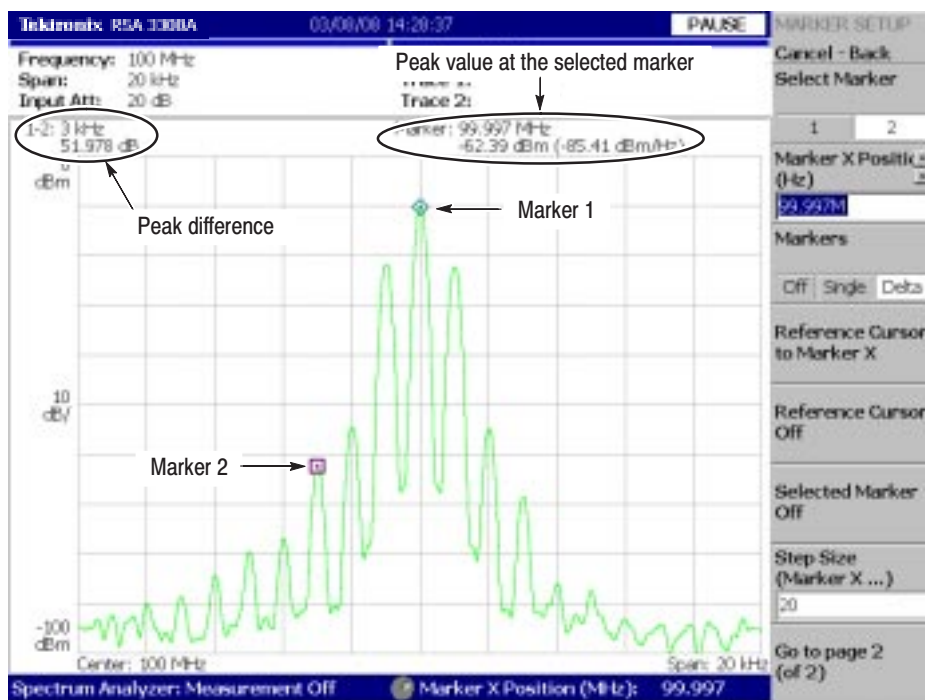 Tektronix RSA 3308A 03/08/08 14:28:37 PAUSE
Frequency: 100 MHz
Span: 20 kHz
Input Att: 20 dB
Peak value at the selected marker
Trace 2:
1-2: 3 kHz
51.978 dB
Marker: 99.997 MHz
-62.39 dBm (-85.41 dBm/Hz)
0
dBm
Peak difference
Marker 1
10
dB/
Marker 2
-100
dBm
Center: 100 MHz Span: 20 kHz
Spectrum Analyzer: Measurement Off Marker X Position (MHz): 99.997
MARKER SETUP
Cancel - Back
Select Marker
1 2
Marker X Position
(Hz)
99.997M
Markers
Off Single Delta
Reference Cursor
to Marker X
Reference Cursor
Off
Selected Marker
Off
Step Size
(Marker X ...)
20
Go to page 2
(of 2)